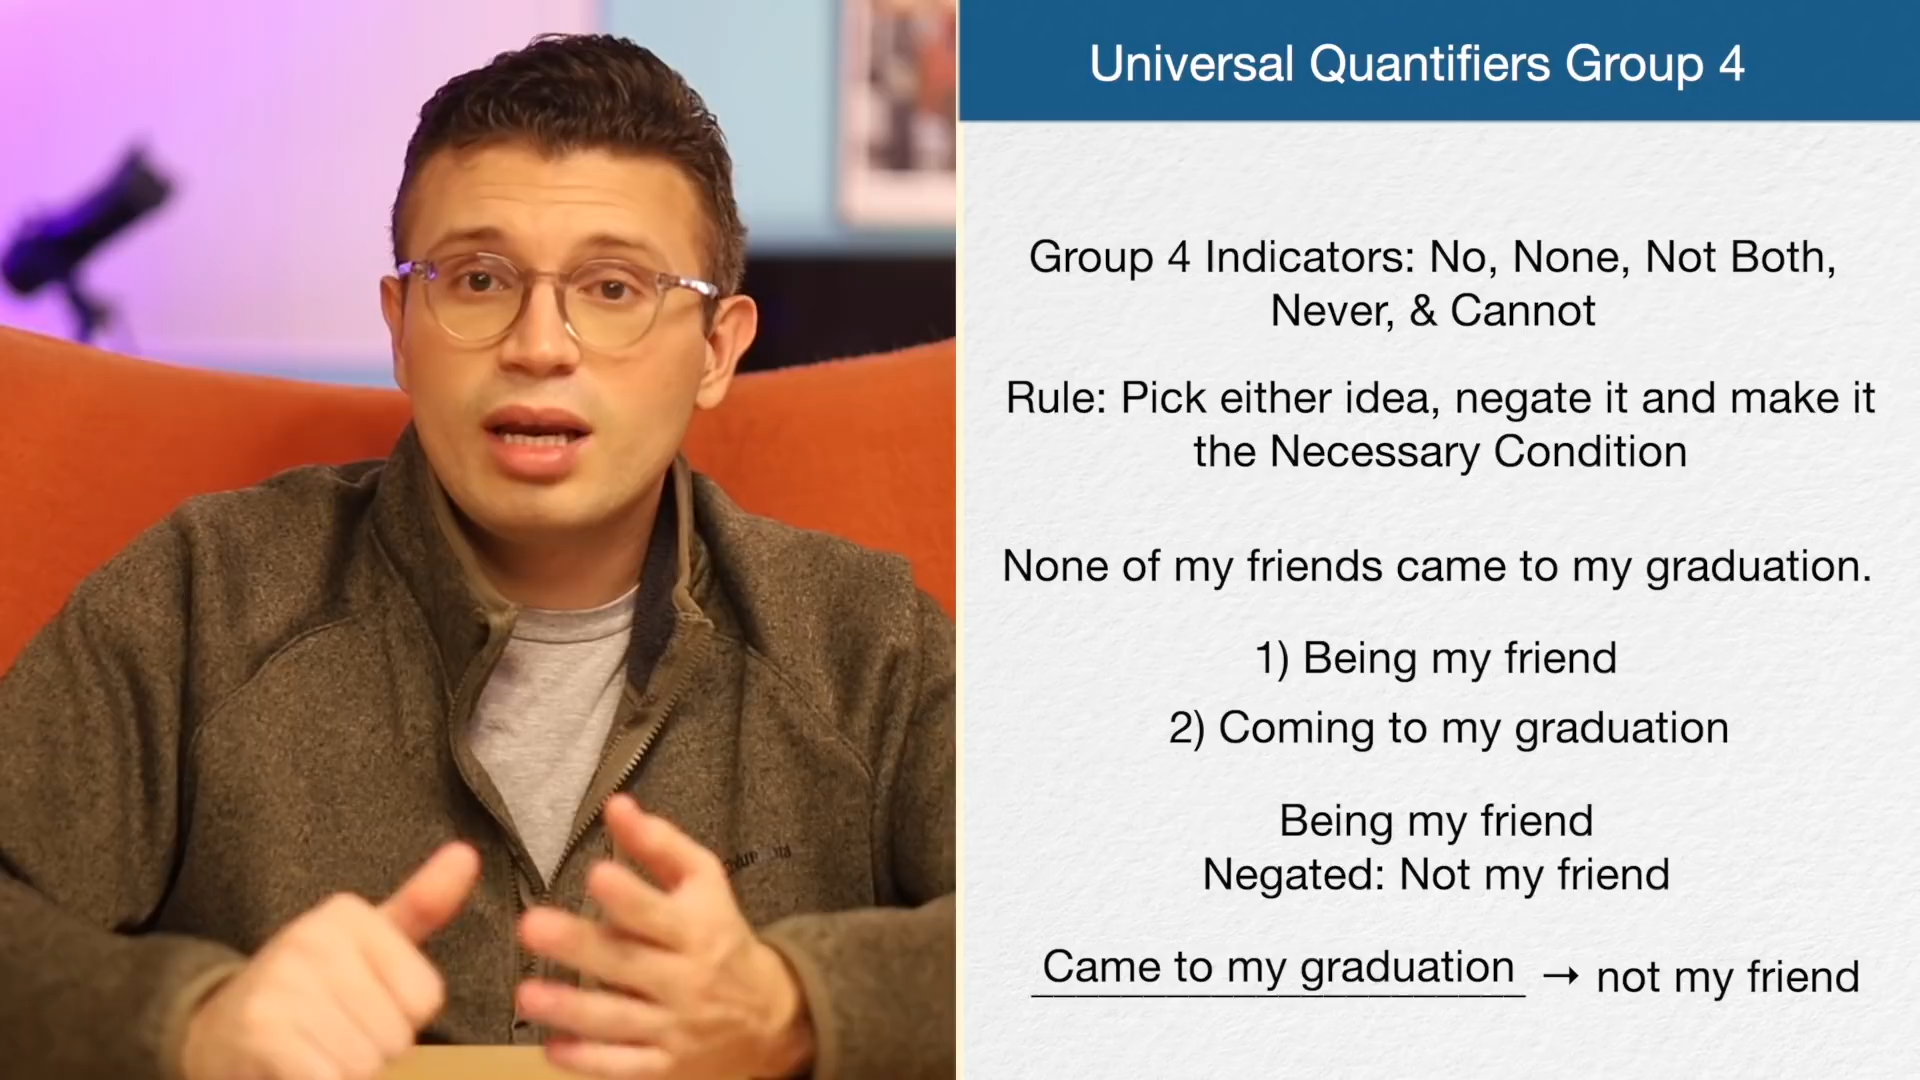 Universal Quantifiers Group 4
Group 4 Indicators: No, None, Not Both,
Never, & Cannot
Rule: Pick either idea, negate it and make it
the Necessary Condition
None of my friends came to my graduation.
1) Being my friend
2) Coming to my graduation
Being my friend
Negated: Not my friend
Came to my graduation → not my friend